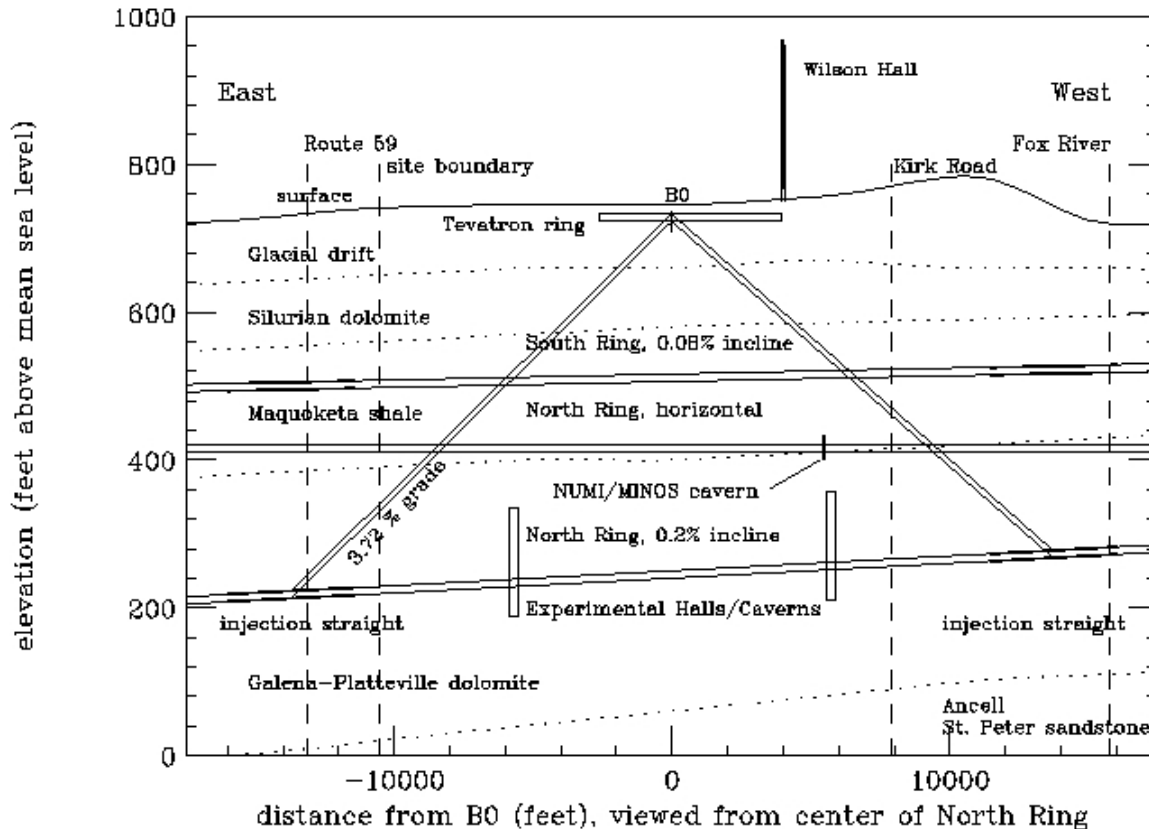 1000
Wilson Hall
East
West
Route 59
Fox River
800
site boundary
Kirk Road
surface
B0
Tevatron ring
Glacial drift
600
Silurian dolomite
South Ring, 0.08% incline
Maquoketa shale
North Ring, horizontal
400
NUMI/MINOS cavern
3.72 % grade
North Ring, 0.2% incline
200
Experimental Halls/Caverns
injection straight
injection straight
Galena-Platteville dolomite
Ancell
St. Peter sandstone
0
-10000
0
10000
distance from B0 (feet), viewed from center of North Ring
elevation (feet above mean sea level)